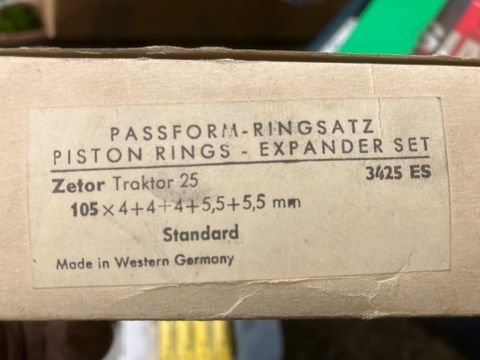 PASSFORM-RINGSATZ
PISTON RINGS - EXPANDER SET
Zetor Traktor 25 3425 ES
105×4+4+4+5,5+5,5 mm
Standard
Made in Western Germany